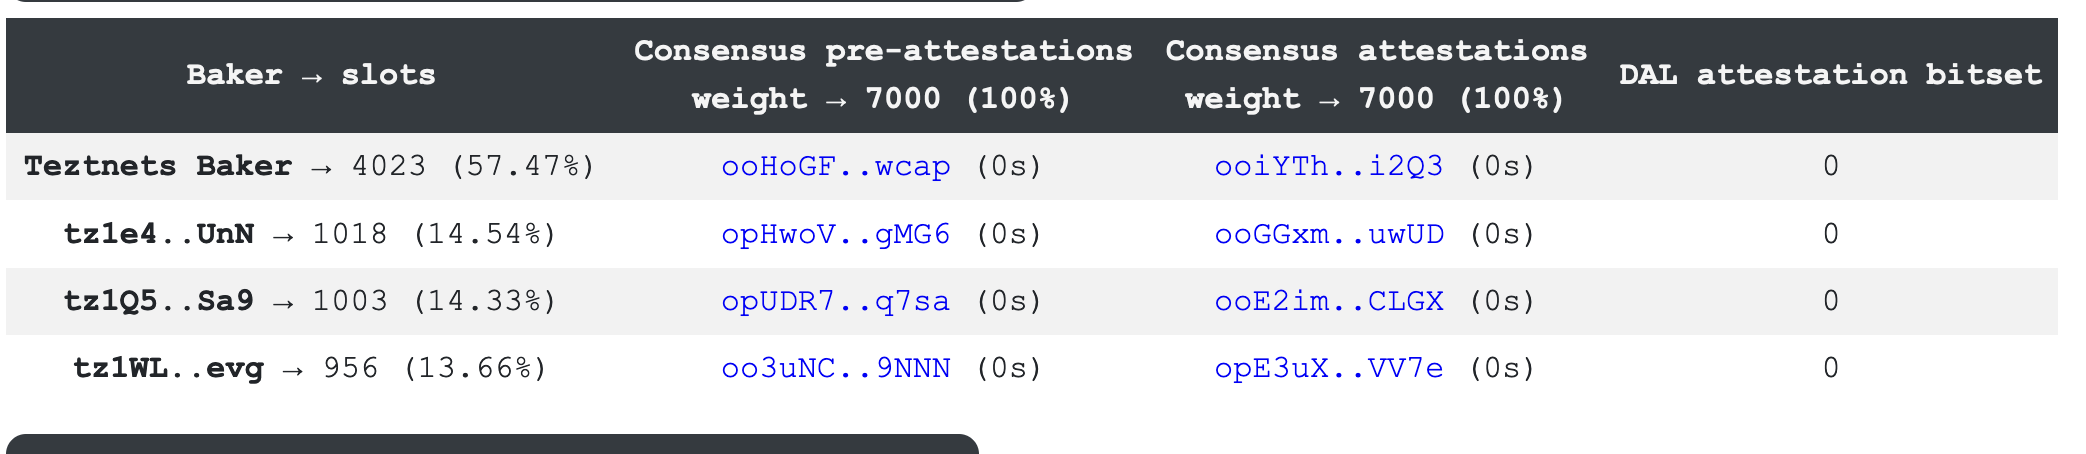 Baker → slots
Consensus pre-attestations
weight → 7000 (100%)
Consensus attestations
weight → 7000 (100%)
DAL attestation bitset
Teztnets Baker → 4023 (57.47%) ooHoGF..wcap (0s) ooiYTh..i2Q3 (0s) 0
tz1e4..UnN → 1018 (14.54%) opHwoV..gMG6 (0s) ooGGxm..uwUD (0s) 0
tz1Q5..Sa9 → 1003 (14.33%) opUDR7..q7sa (0s) ooE2im..CLGX (0s) 0
tz1WL..evg → 956 (13.66%) oo3uNC..9NNN (0s) opE3uX..VV7e (0s) 0